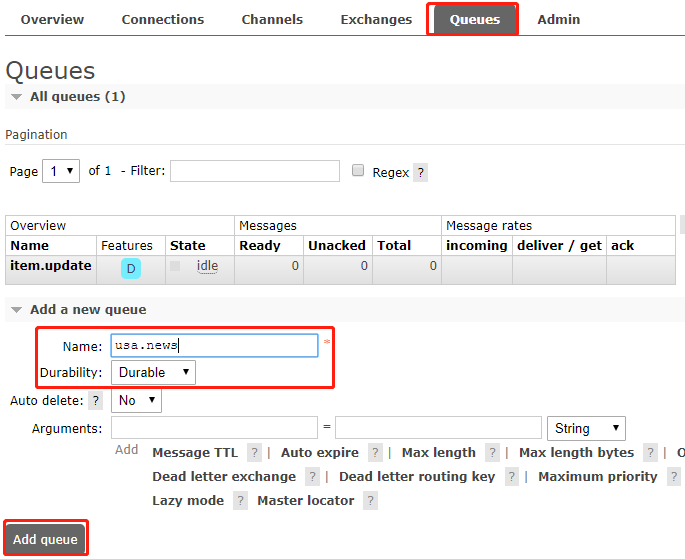 Overview Connections Channels Exchanges Queues Admin
Queues
All queues (1)
Pagination
Page 1 of 1 - Filter: Regex ?
Overview Messages Message rates
Name Features State Ready Unacked Total incoming deliver / get ack
item.update D idle 0 0 0
Add a new queue
Name: usa.news *
Durability: Durable
Auto delete: ? No
Arguments: = String
Add Message TTL ? | Auto expire ? | Max length ? | Max length bytes ? |
Dead letter exchange ? | Dead letter routing key ? | Maximum priority ?
Lazy mode ? Master locator ?
Add queue